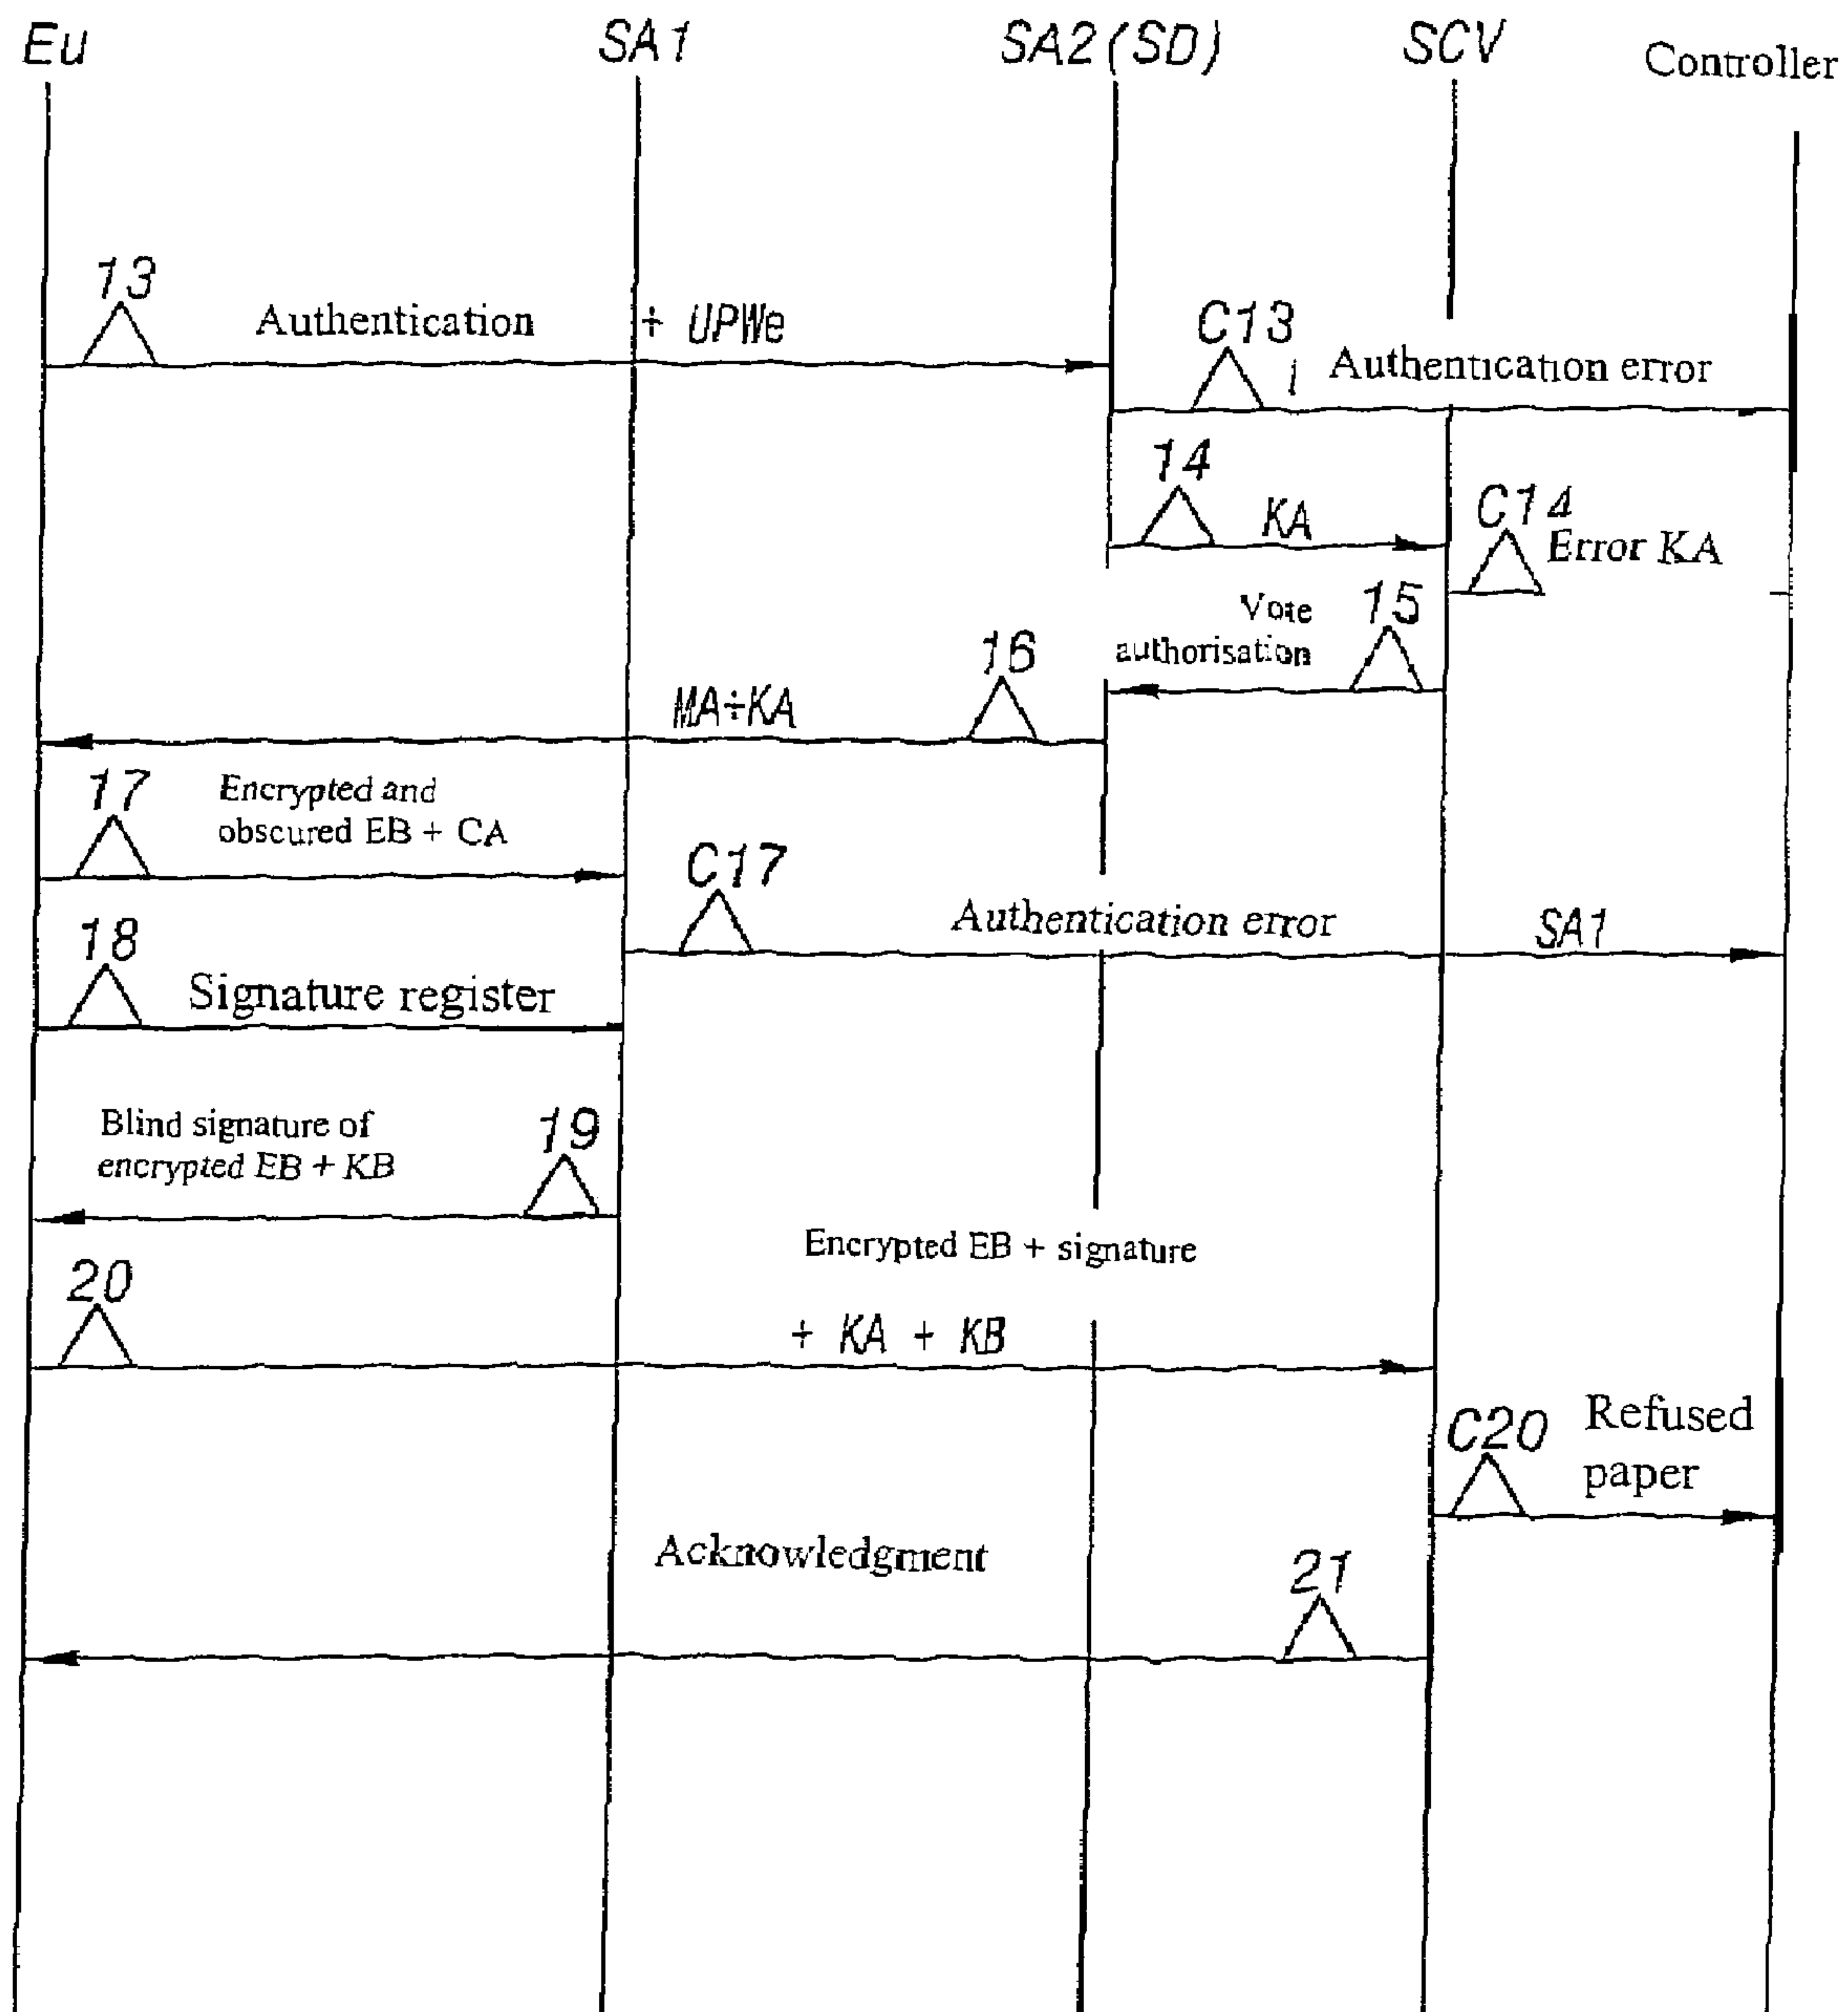 Eu SA1 SA2(SD) SCV Controller
13
Authentication + UPWe
C13
Authentication error
14
KA
C14
Error KA
Vote
authorisation
15
16
MA+KA
17
Encrypted and
obscured EB + CA
C17
Authentication error SA1
18
Signature register
Blind signature of
encrypted EB + KB
19
Encrypted EB + signature
+ KA + KB
20
C20
Refused
paper
Acknowledgment
21